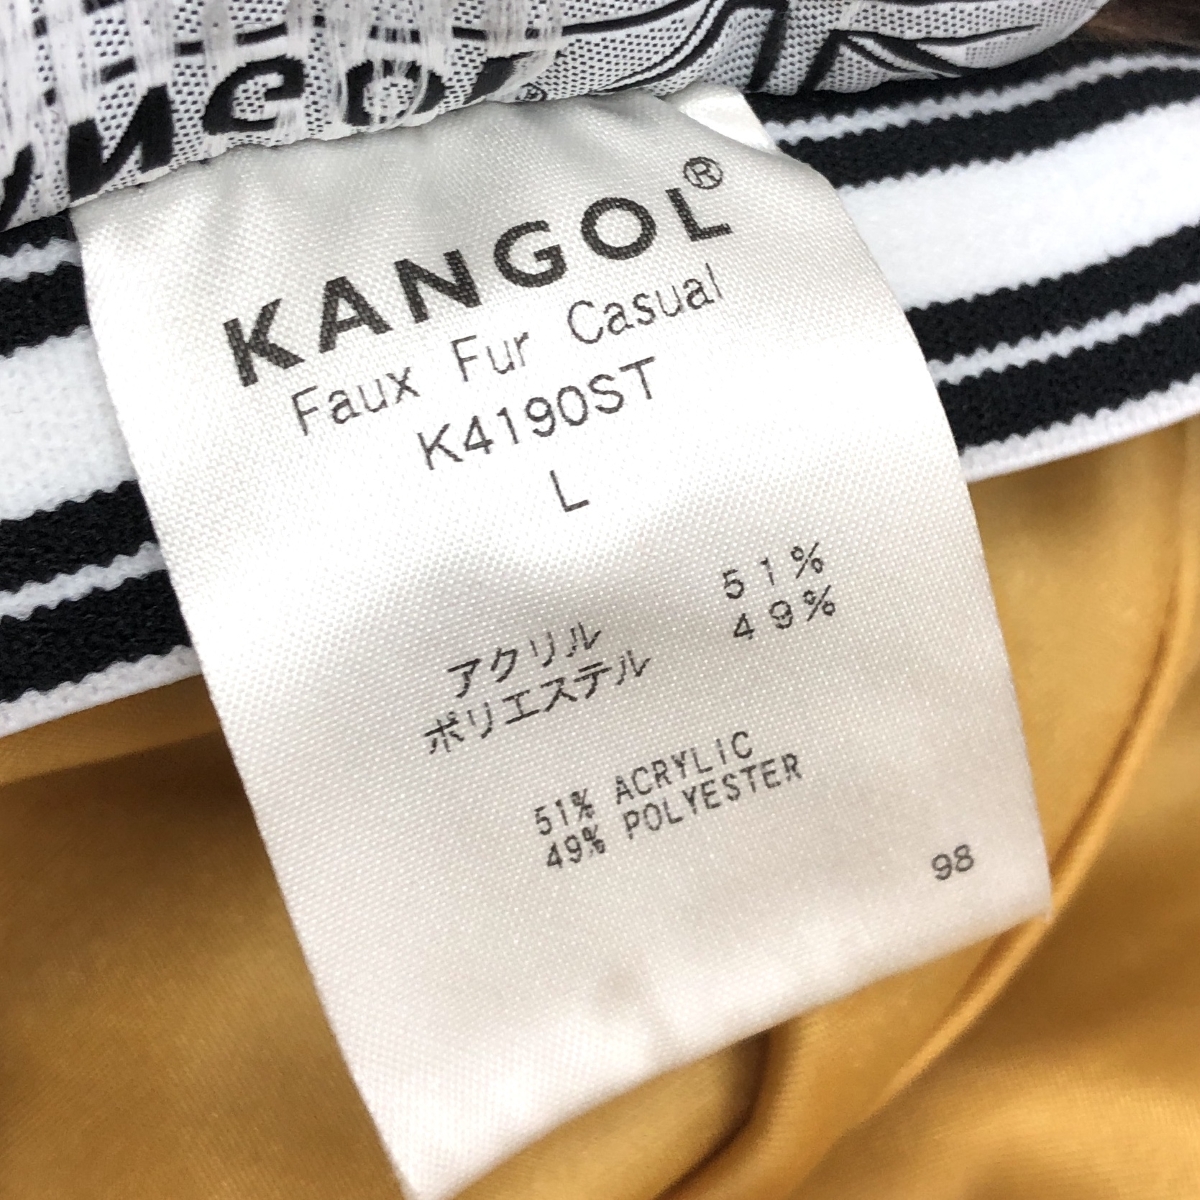 KANGOL®
Faux Fur Casual
K4190ST
L
アクリル 51%
ポリエステル 49%
51% ACRYLIC
49% POLYESTER
98